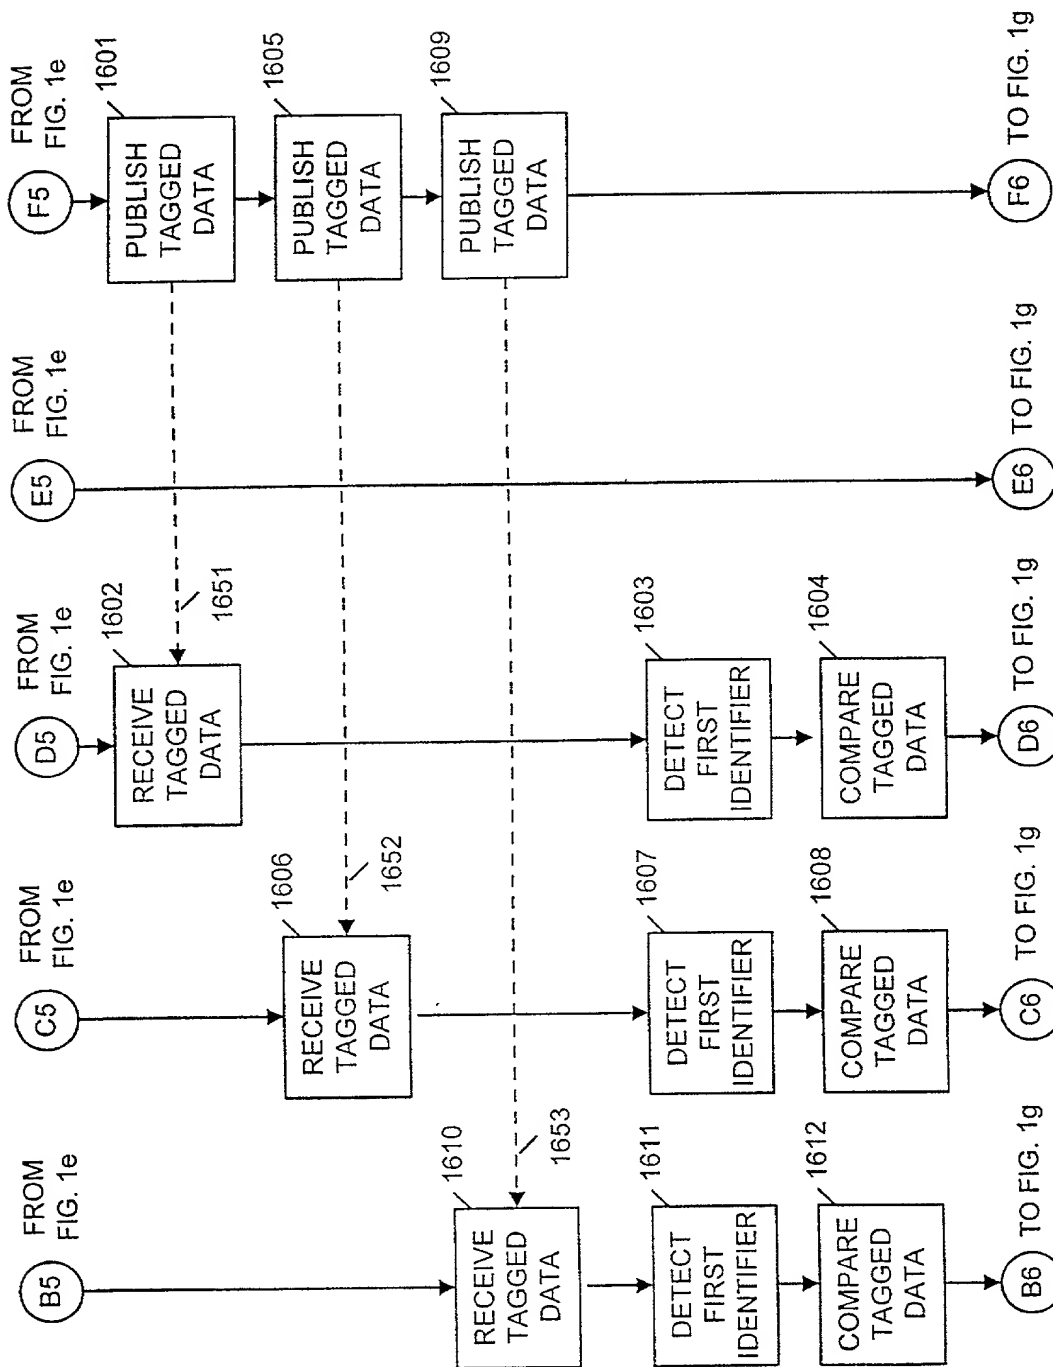 B5
FROM
FIG. 1e
1610
RECEIVE
TAGGED
DATA
1653
1611
DETECT
FIRST
IDENTIFIER
1612
COMPARE
TAGGED
DATA
B6
TO FIG. 1g
C5
FROM
FIG. 1e
1606
RECEIVE
TAGGED
DATA
1652
1607
DETECT
FIRST
IDENTIFIER
1608
COMPARE
TAGGED
DATA
C6
TO FIG. 1g
D5
FROM
FIG. 1e
1602
RECEIVE
TAGGED
DATA
1651
1603
DETECT
FIRST
IDENTIFIER
1604
COMPARE
TAGGED
DATA
D6
TO FIG. 1g
E5
FROM
FIG. 1e
E6
TO FIG. 1g
F5
FROM
FIG. 1e
1601
PUBLISH
TAGGED
DATA
1605
PUBLISH
TAGGED
DATA
1609
PUBLISH
TAGGED
DATA
F6
TO FIG. 1g